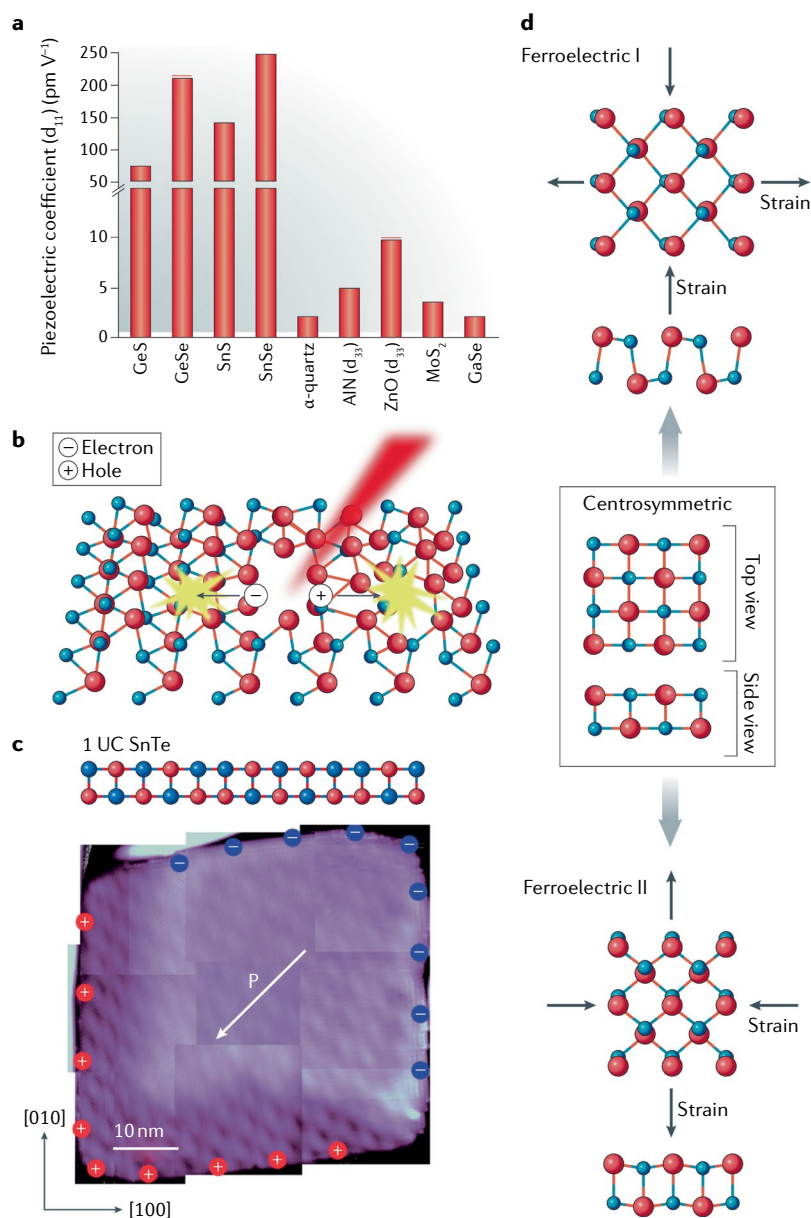 a
Piezoelectric coefficient (d₁₁) (pm V⁻¹)
250
200
150
100
50
10
5
0
GeS
GeSe
SnS
SnSe
α-quartz
AlN (d₃₃)
ZnO (d₃₃)
MoS₂
GaSe
b
− Electron
+ Hole
−
+
c
1 UC SnTe
−
−
−
−
−
−
−
−
−
+
+
+
+
+
+
+
+
+
P
10 nm
[010]
[100]
d
Ferroelectric I
Strain
Strain
Centrosymmetric
Top view
Side view
Ferroelectric II
Strain
Strain